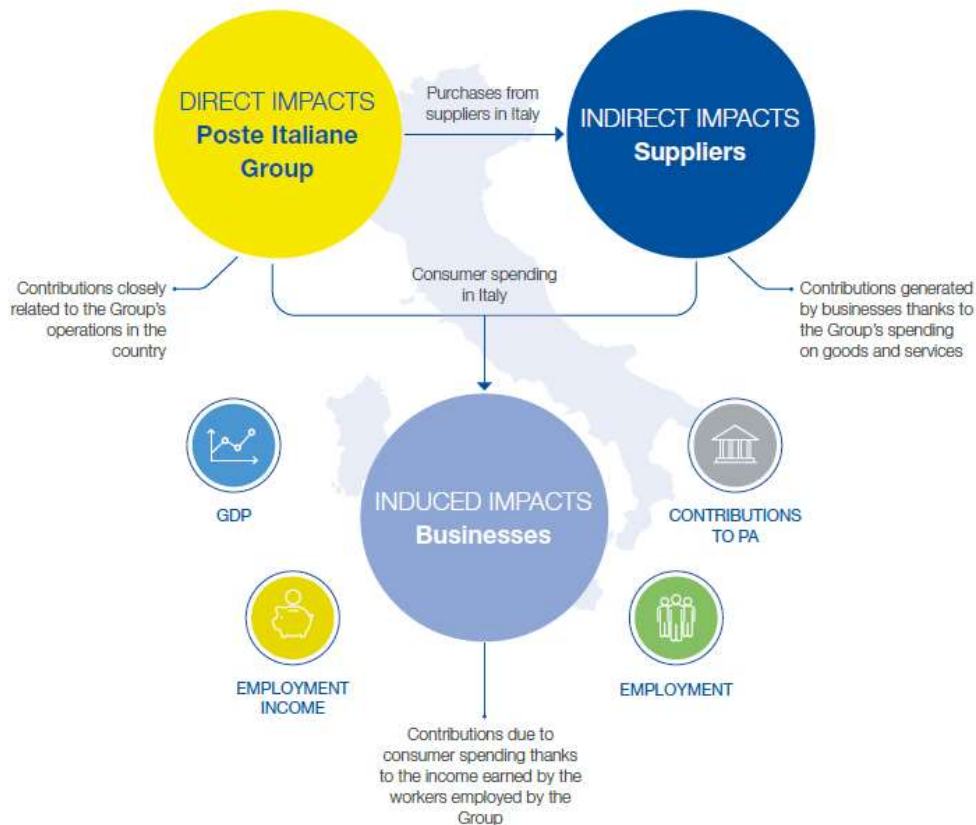 DIRECT IMPACTS
Poste Italiane
Group
Purchases from
suppliers in Italy
INDIRECT IMPACTS
Suppliers
Contributions closely
related to the Group's
operations in the
country
Consumer spending
in Italy
Contributions generated
by businesses thanks to
the Group's spending
on goods and services
GDP
INDUCED IMPACTS
Businesses
CONTRIBUTIONS
TO PA
EMPLOYMENT
INCOME
EMPLOYMENT
Contributions due to
consumer spending thanks
to the income earned by the
workers employed by the
Group